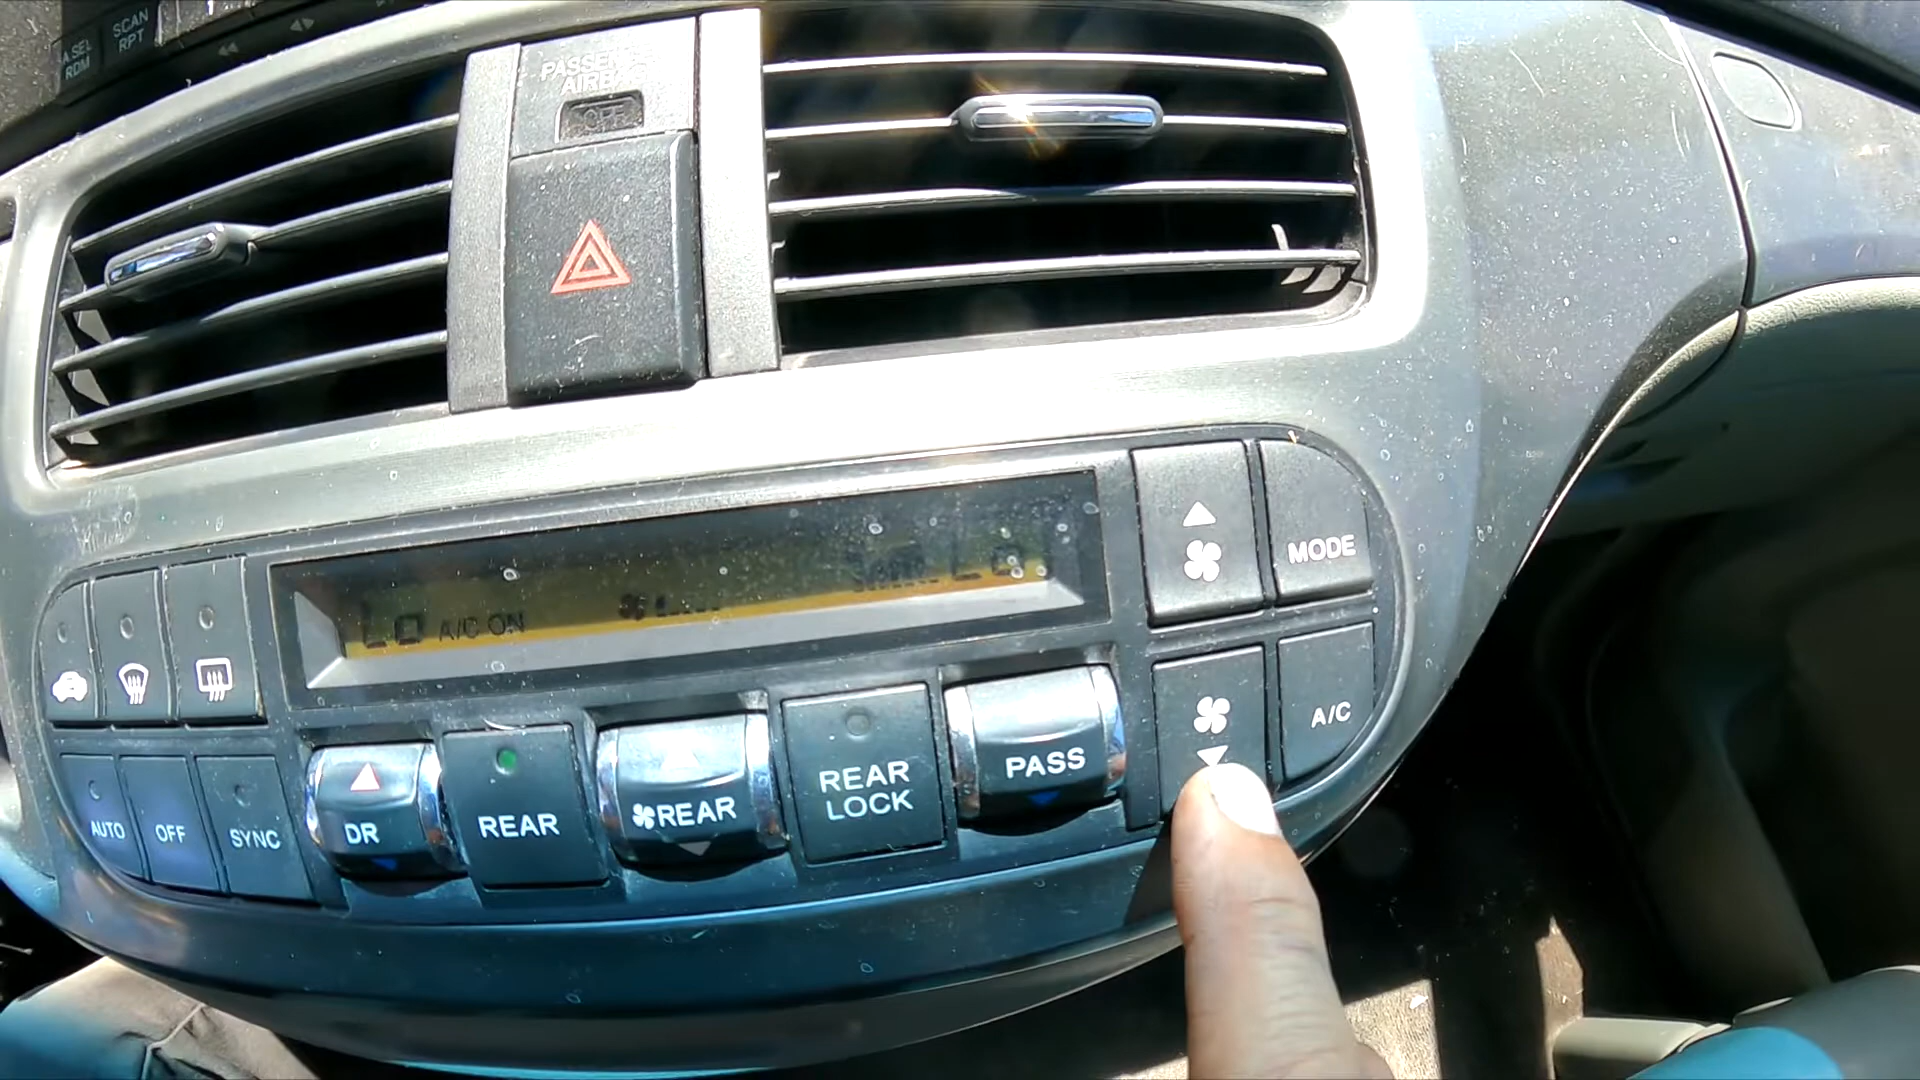 SCAN
RPT
A.SEL
RDM
PASSENGER
AIRBAG
OFF
MODE
Lo A/C ON
Lo
A/C
DR
REAR
REAR
REAR
LOCK
PASS
AUTO
OFF
SYNC